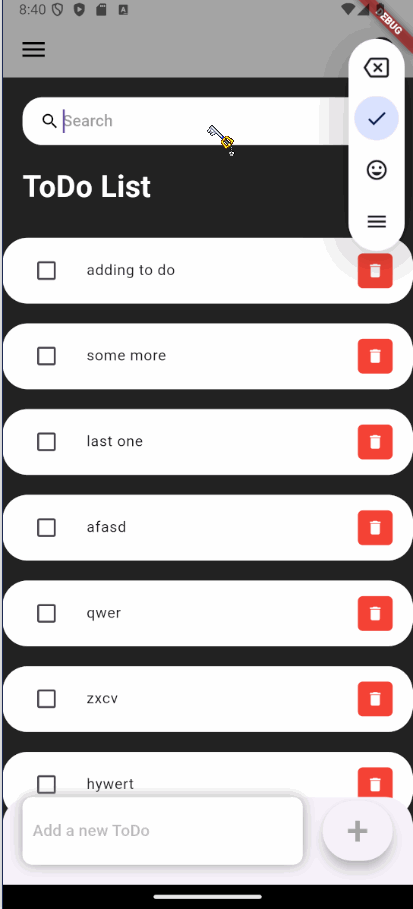 8:40
DEBUG
Search
ToDo List
adding to do
some more
last one
afasd
qwer
zxcv
hywert
Add a new ToDo